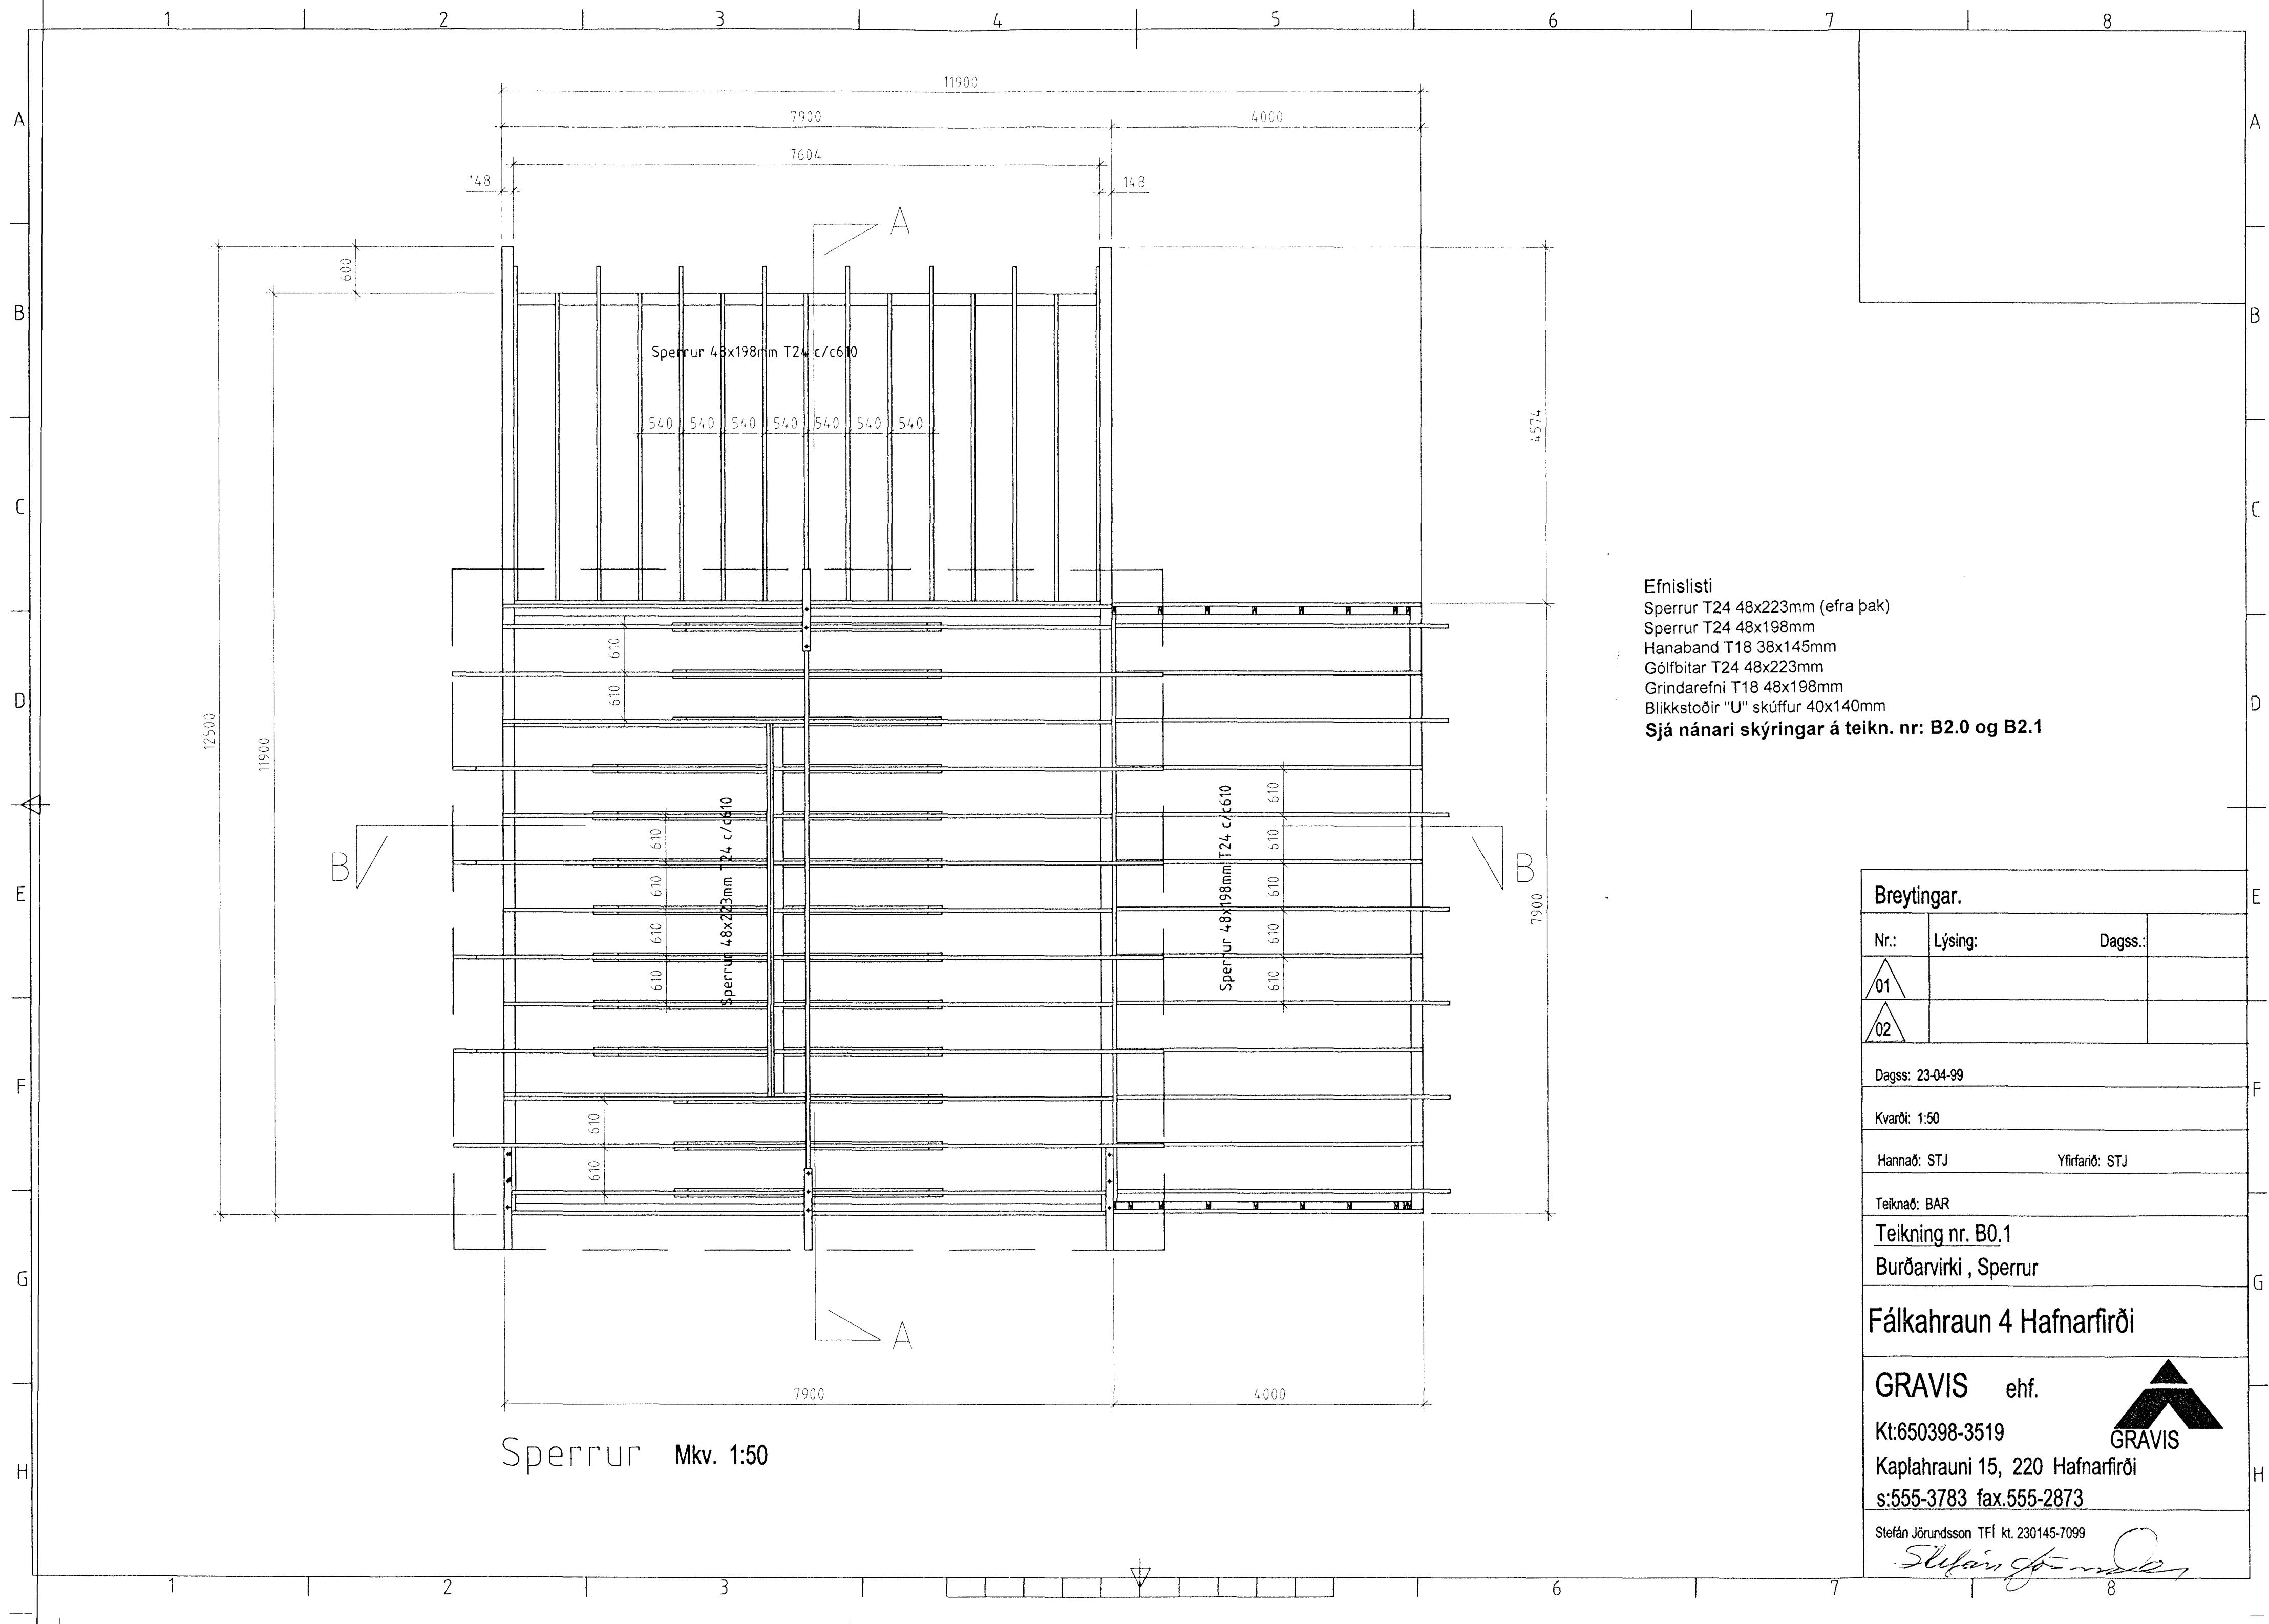 1 2 3 4 5 6 7 8
A A
B B
C C
D D
E E
F F
G G
H H
11900
7900 4000
7604
148 148
A
600
Sperrur 48x198mm T24 c/c610
540 540 540 540 540 540 540
4574
12500
11900
610
610
610
610
610
610
Sperrur 48x223mm T24 c/c610
610
610
610
610
610
Sperrur 48x198mm T24 c/c610
B B
7900
610
610
A
7900 4000
Sperrur Mkv. 1:50
Efnislisti
Sperrur T24 48x223mm (efra þak)
Sperrur T24 48x198mm
Hanaband T18 38x145mm
Gólfbitar T24 48x223mm
Grindarefni T18 48x198mm
Blikkstoðir "U" skúffur 40x140mm
Sjá nánari skýringar á teikn. nr: B2.0 og B2.1
Breytingar.
Nr.: Lýsing: Dagss.:
01
02
Dagss: 23-04-99
Kvarði: 1:50
Hannað: STJ Yfirfarið: STJ
Teiknað: BAR
Teikning nr. B0.1
Burðarvirki , Sperrur
Fálkahraun 4 Hafnarfirði
GRAVIS ehf.
GRAVIS
Kt:650398-3519
Kaplahrauni 15, 220 Hafnarfirði
s:555-3783 fax.555-2873
Stefán Jörundsson TFÍ kt. 230145-7099
1 2 3 6 7 8